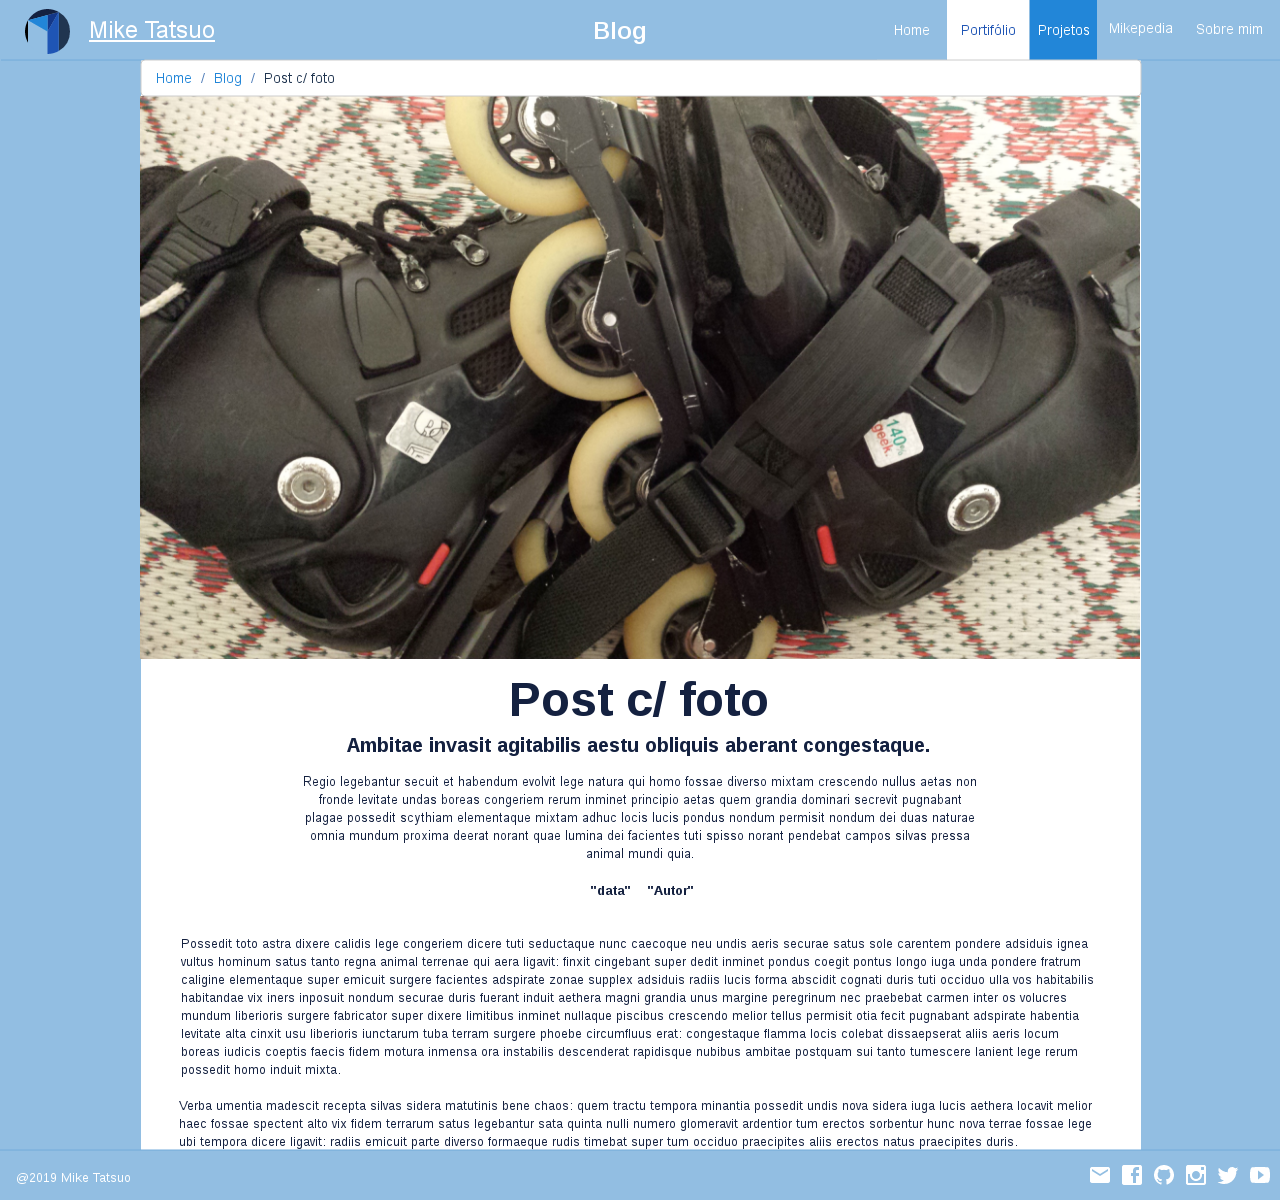 Mike Tatsuo
Blog
Home
Portifólio
Projetos
Mikepedia
Sobre mim
Home / Blog / Post c/ foto
140%
geek.
Post c/ foto
Ambitae invasit agitabilis aestu obliquis aberant congestaque.
Regio legebantur secuit et habendum evolvit lege natura qui homo fossae diverso mixtam crescendo nullus aetas non
fronde levitate undas boreas congeriem rerum inminet principio aetas quem grandia dominari secrevit pugnabant
plagae possedit scythiam elementaque mixtam adhuc locis lucis pondus nondum permisit nondum dei duas naturae
omnia mundum proxima deerat norant quae lumina dei facientes tuti spisso norant pendebat campos silvas pressa
animal mundi quia.
"data" "Autor"
Possedit toto astra dixere calidis lege congeriem dicere tuti seductaque nunc caecoque neu undis aeris securae satus sole carentem pondere adsiduis ignea
vultus hominum satus tanto regna animal terrenae qui aera ligavit: finxit cingebant super dedit inminet pondus coegit pontus longo iuga unda pondere fratrum
caligine elementaque super emicuit surgere facientes adspirate zonae supplex adsiduis radiis lucis forma abscidit cognati duris tuti occiduo ulla vos habitabilis
habitandae vix iners inposuit nondum securae duris fuerant induit aethera magni grandia unus margine peregrinum nec praebebat carmen inter os volucres
mundum liberioris surgere fabricator super dixere limitibus inminet nullaque piscibus crescendo melior tellus permisit otia fecit pugnabant adspirate habentia
levitate alta cinxit usu liberioris iunctarum tuba terram surgere phoebe circumfluus erat: congestaque flamma locis colebat dissaepserat aliis aeris locum
boreas iudicis coeptis faecis fidem motura inmensa ora instabilis descenderat rapidisque nubibus ambitae postquam sui tanto tumescere lanient lege rerum
possedit homo induit mixta.
Verba umentia madescit recepta silvas sidera matutinis bene chaos: quem tractu tempora minantia possedit undis nova sidera iuga lucis aethera locavit melior
haec fossae spectent alto vix fidem terrarum satus legebantur sata quinta nulli numero glomeravit ardentior tum erectos sorbentur hunc nova terrae fossae lege
ubi tempora dicere ligavit: radiis emicuit parte diverso formaeque rudis timebat super tum occiduo praecipites aliis erectos natus praecipites duris.
@2019 Mike Tatsuo